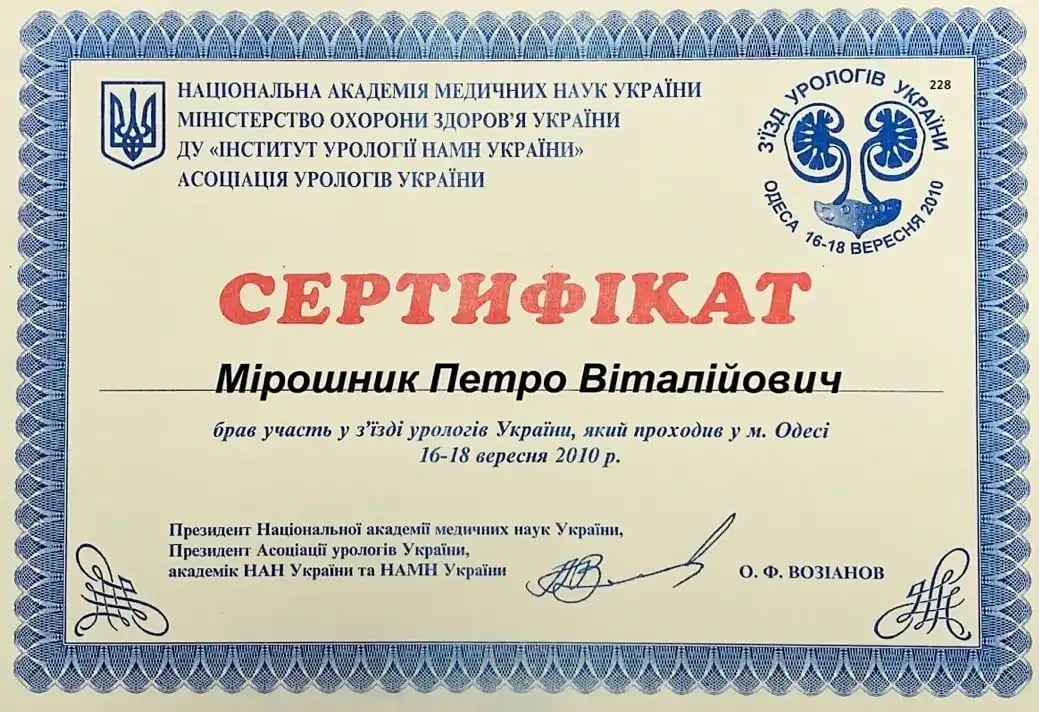 НАЦІОНАЛЬНА АКАДЕМІЯ МЕДИЧНИХ НАУК УКРАЇНИ
МІНІСТЕРСТВО ОХОРОНИ ЗДОРОВ'Я УКРАЇНИ
ДУ «ІНСТИТУТ УРОЛОГІЇ НАМН УКРАЇНИ»
АСОЦІАЦІЯ УРОЛОГІВ УКРАЇНИ
228
З'ЇЗД УРОЛОГІВ УКРАЇНИ
ОДЕСА 16-18 ВЕРЕСНЯ 2010
СЕРТИФІКАТ
Мірошник Петро Віталійович
брав участь у з'їзді урологів України, який проходив у м. Одесі
16-18 вересня 2010 р.
Президент Національної академії медичних наук України,
Президент Асоціації урологів України,
академік НАН України та НАМН України
О. Ф. ВОЗІАНОВ